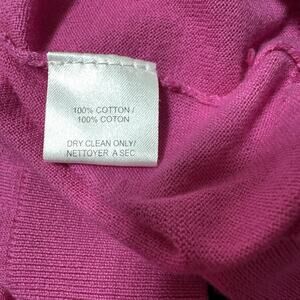 100% COTTON/
100% COTON
DRY CLEAN ONLY/
NETTOYER A SEC